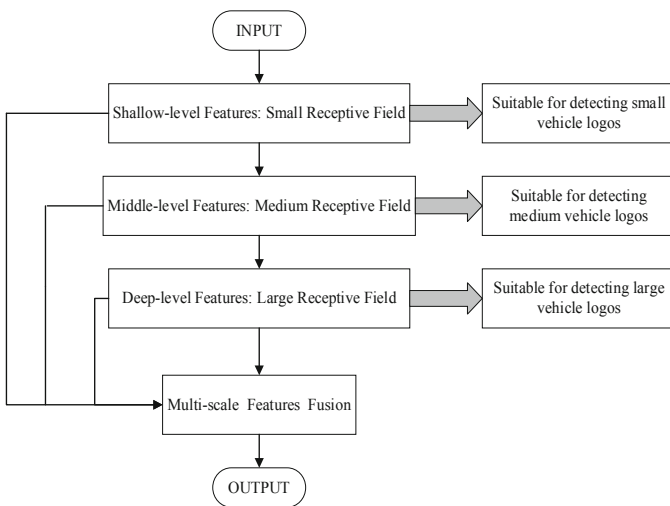 INPUT
Shallow-level Features: Small Receptive Field
Suitable for detecting small
vehicle logos
Middle-level Features: Medium Receptive Field
Suitable for detecting
medium vehicle logos
Deep-level Features: Large Receptive Field
Suitable for detecting large
vehicle logos
Multi-scale Features Fusion
OUTPUT